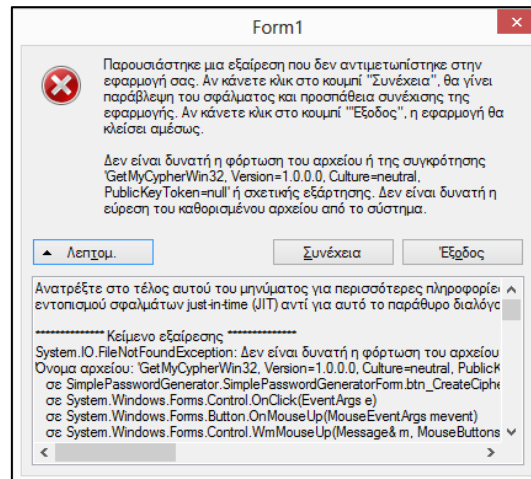 Form1
Παρουσιάστηκε μια εξαίρεση που δεν αντιμετωπίστηκε στην
εφαρμογή σας. Αν κάνετε κλικ στο κουμπί "Συνέχεια", θα γίνει
παράβλεψη του σφάλματος και προσπάθεια συνέχισης της
εφαρμογής. Αν κάνετε κλικ στο κουμπί "Έξοδος", η εφαρμογή θα
κλείσει αμέσως.
Δεν είναι δυνατή η φόρτωση του αρχείου ή της συγκρότησης
'GetMyCypherWin32, Version=1.0.0.0, Culture=neutral,
PublicKeyToken=null' ή σχετικής εξάρτησης. Δεν είναι δυνατή η
εύρεση του καθορισμένου αρχείου από το σύστημα.
Λεπτομ. Συνέχεια Έξοδος
Ανατρέξτε στο τέλος αυτού του μηνύματος για περισσότερες πληροφορίε
εντοπισμού σφαλμάτων just-in-time (JIT) αντί για αυτό το παράθυρο διαλόγο
************** Κείμενο εξαίρεσης **************
System.IO.FileNotFoundException: Δεν είναι δυνατή η φόρτωση του αρχείου
Όνομα αρχείου: 'GetMyCypherWin32, Version=1.0.0.0, Culture=neutral, PublicK
σε SimplePasswordGenerator.SimplePasswordGeneratorForm.btn_CreateCiphe
σε System.Windows.Forms.Control.OnClick(EventArgs e)
σε System.Windows.Forms.Button.OnMouseUp(MouseEventArgs mevent)
σε System.Windows.Forms.Control.WmMouseUp(Message& m, MouseButtons